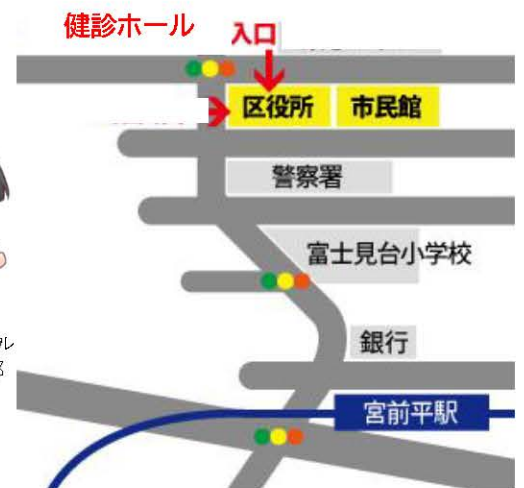 健診ホール
入口
区役所
市民館
警察署
富士見台小学校
銀行
宮前平駅